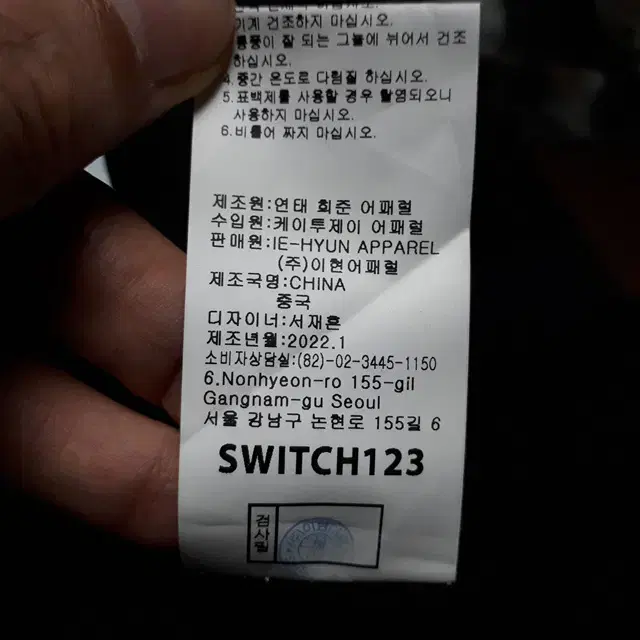 기계 건조하지 마십시오.
통풍이 잘 되는 그늘에 뉘어서 건조
하십시오.
4.중간 온도로 다림질 하십시오.
5.표백제를 사용할 경우 탈염되오니
사용하지 마십시오.
6.비틀어 짜지 마십시오.
제조원:연태 희준 어패럴
수입원:케이투제이 어패럴
판매원:IE-HYUN APPAREL
(주)이현어패럴
제조국명:CHINA
중국
디자이너:서재흔
제조년월:2022.1
소비자상담실:(82)-02-3445-1150
6.Nonhyeon-ro 155-gil
Gangnam-gu Seoul
서울 강남구 논현로 155길 6
SWITCH123
검사필